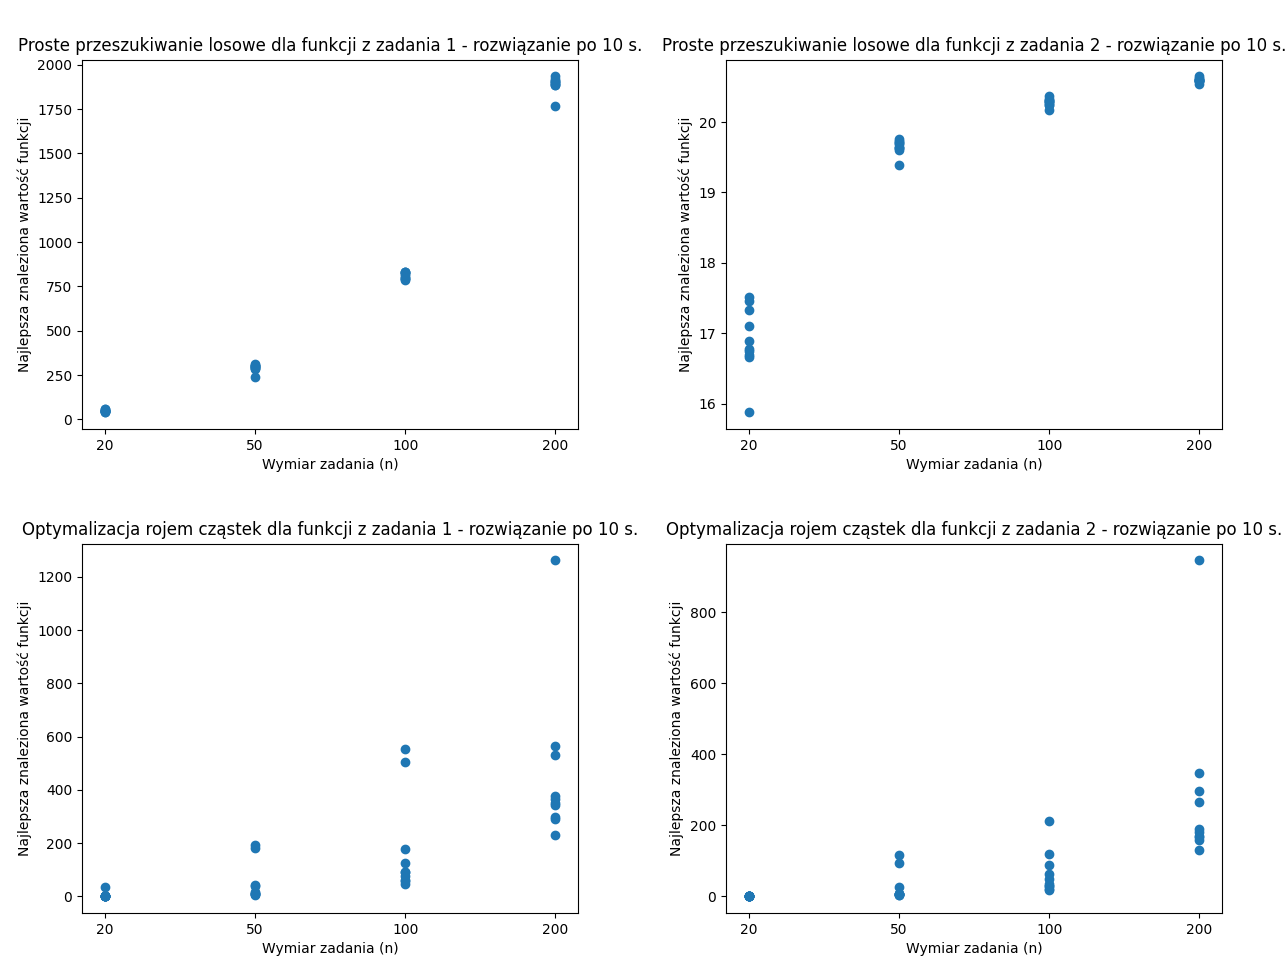 Proste przeszukiwanie losowe dla funkcji z zadania 1 - rozwiązanie po 10 s.
Najlepsza znaleziona wartość funkcji
2000
1750
1500
1250
1000
750
500
250
0
20 50 100 200
Wymiar zadania (n)
Proste przeszukiwanie losowe dla funkcji z zadania 2 - rozwiązanie po 10 s.
Najlepsza znaleziona wartość funkcji
20
19
18
17
16
20 50 100 200
Wymiar zadania (n)
Optymalizacja rojem cząstek dla funkcji z zadania 1 - rozwiązanie po 10 s.
Najlepsza znaleziona wartość funkcji
1200
1000
800
600
400
200
0
20 50 100 200
Wymiar zadania (n)
Optymalizacja rojem cząstek dla funkcji z zadania 2 - rozwiązanie po 10 s.
Najlepsza znaleziona wartość funkcji
800
600
400
200
0
20 50 100 200
Wymiar zadania (n)